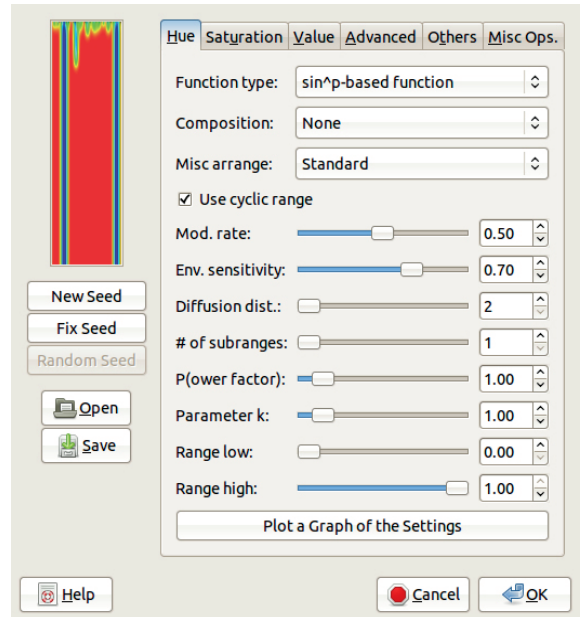 Hue Saturation Value Advanced Others Misc Ops.
Function type: sin^p-based function
Composition: None
Misc arrange: Standard
Use cyclic range
Mod. rate: 0.50
Env. sensitivity: 0.70
Diffusion dist.: 2
# of subranges: 1
P(ower factor): 1.00
Parameter k: 1.00
Range low: 0.00
Range high: 1.00
Plot a Graph of the Settings
New Seed
Fix Seed
Random Seed
Open
Save
Help Cancel OK